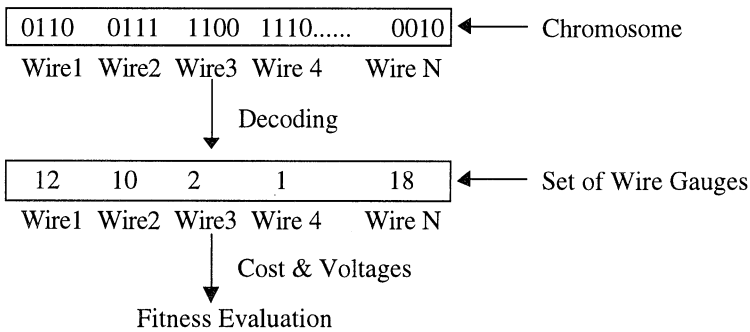 0110 0111 1100 1110...... 0010 Chromosome
Wire1 Wire2 Wire3 Wire 4 Wire N
Decoding
12 10 2 1 18 Set of Wire Gauges
Wire1 Wire2 Wire3 Wire 4 Wire N
Cost & Voltages
Fitness Evaluation